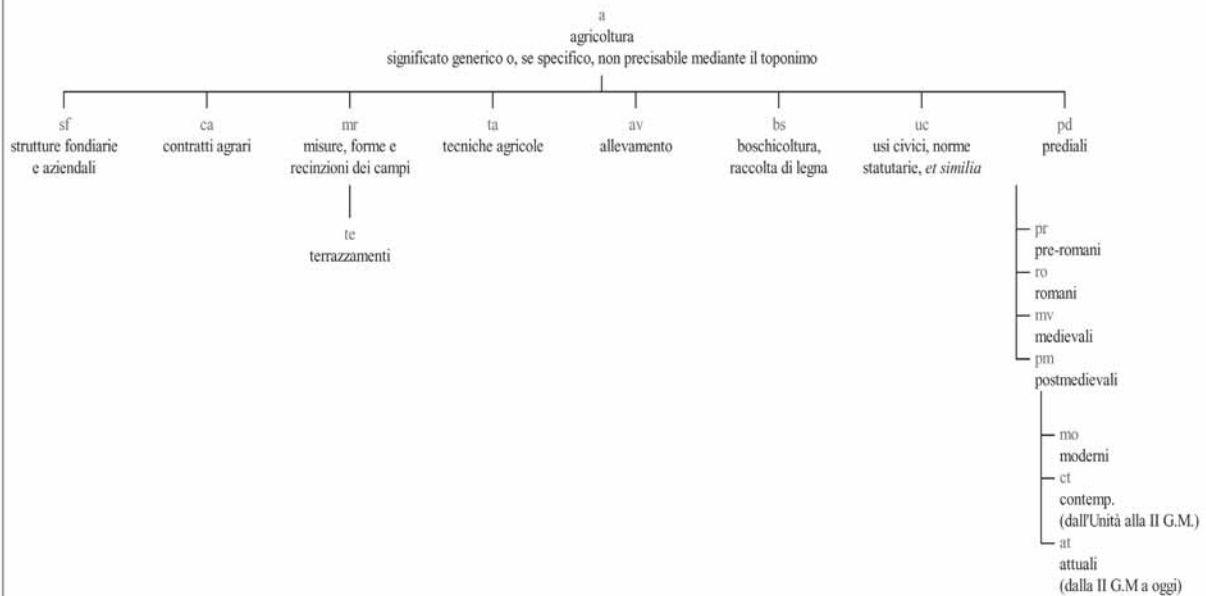 a
agricoltura
significato generico o, se specifico, non precisabile mediante il toponimo
sf
strutture fondiarie
e aziendali
ca
contratti agrari
mr
misure, forme e
recinzioni dei campi
te
terrazzamenti
ta
tecniche agricole
av
allevamento
bs
boschicoltura,
raccolta di legna
uc
usi civici, norme
statutarie, et similia
pd
prediali
pr
pre-romani
ro
romani
mv
medievali
pm
postmedievali
mo
moderni
ct
contemp.
(dall'Unità alla II G.M.)
at
attuali
(dalla II G.M a oggi)